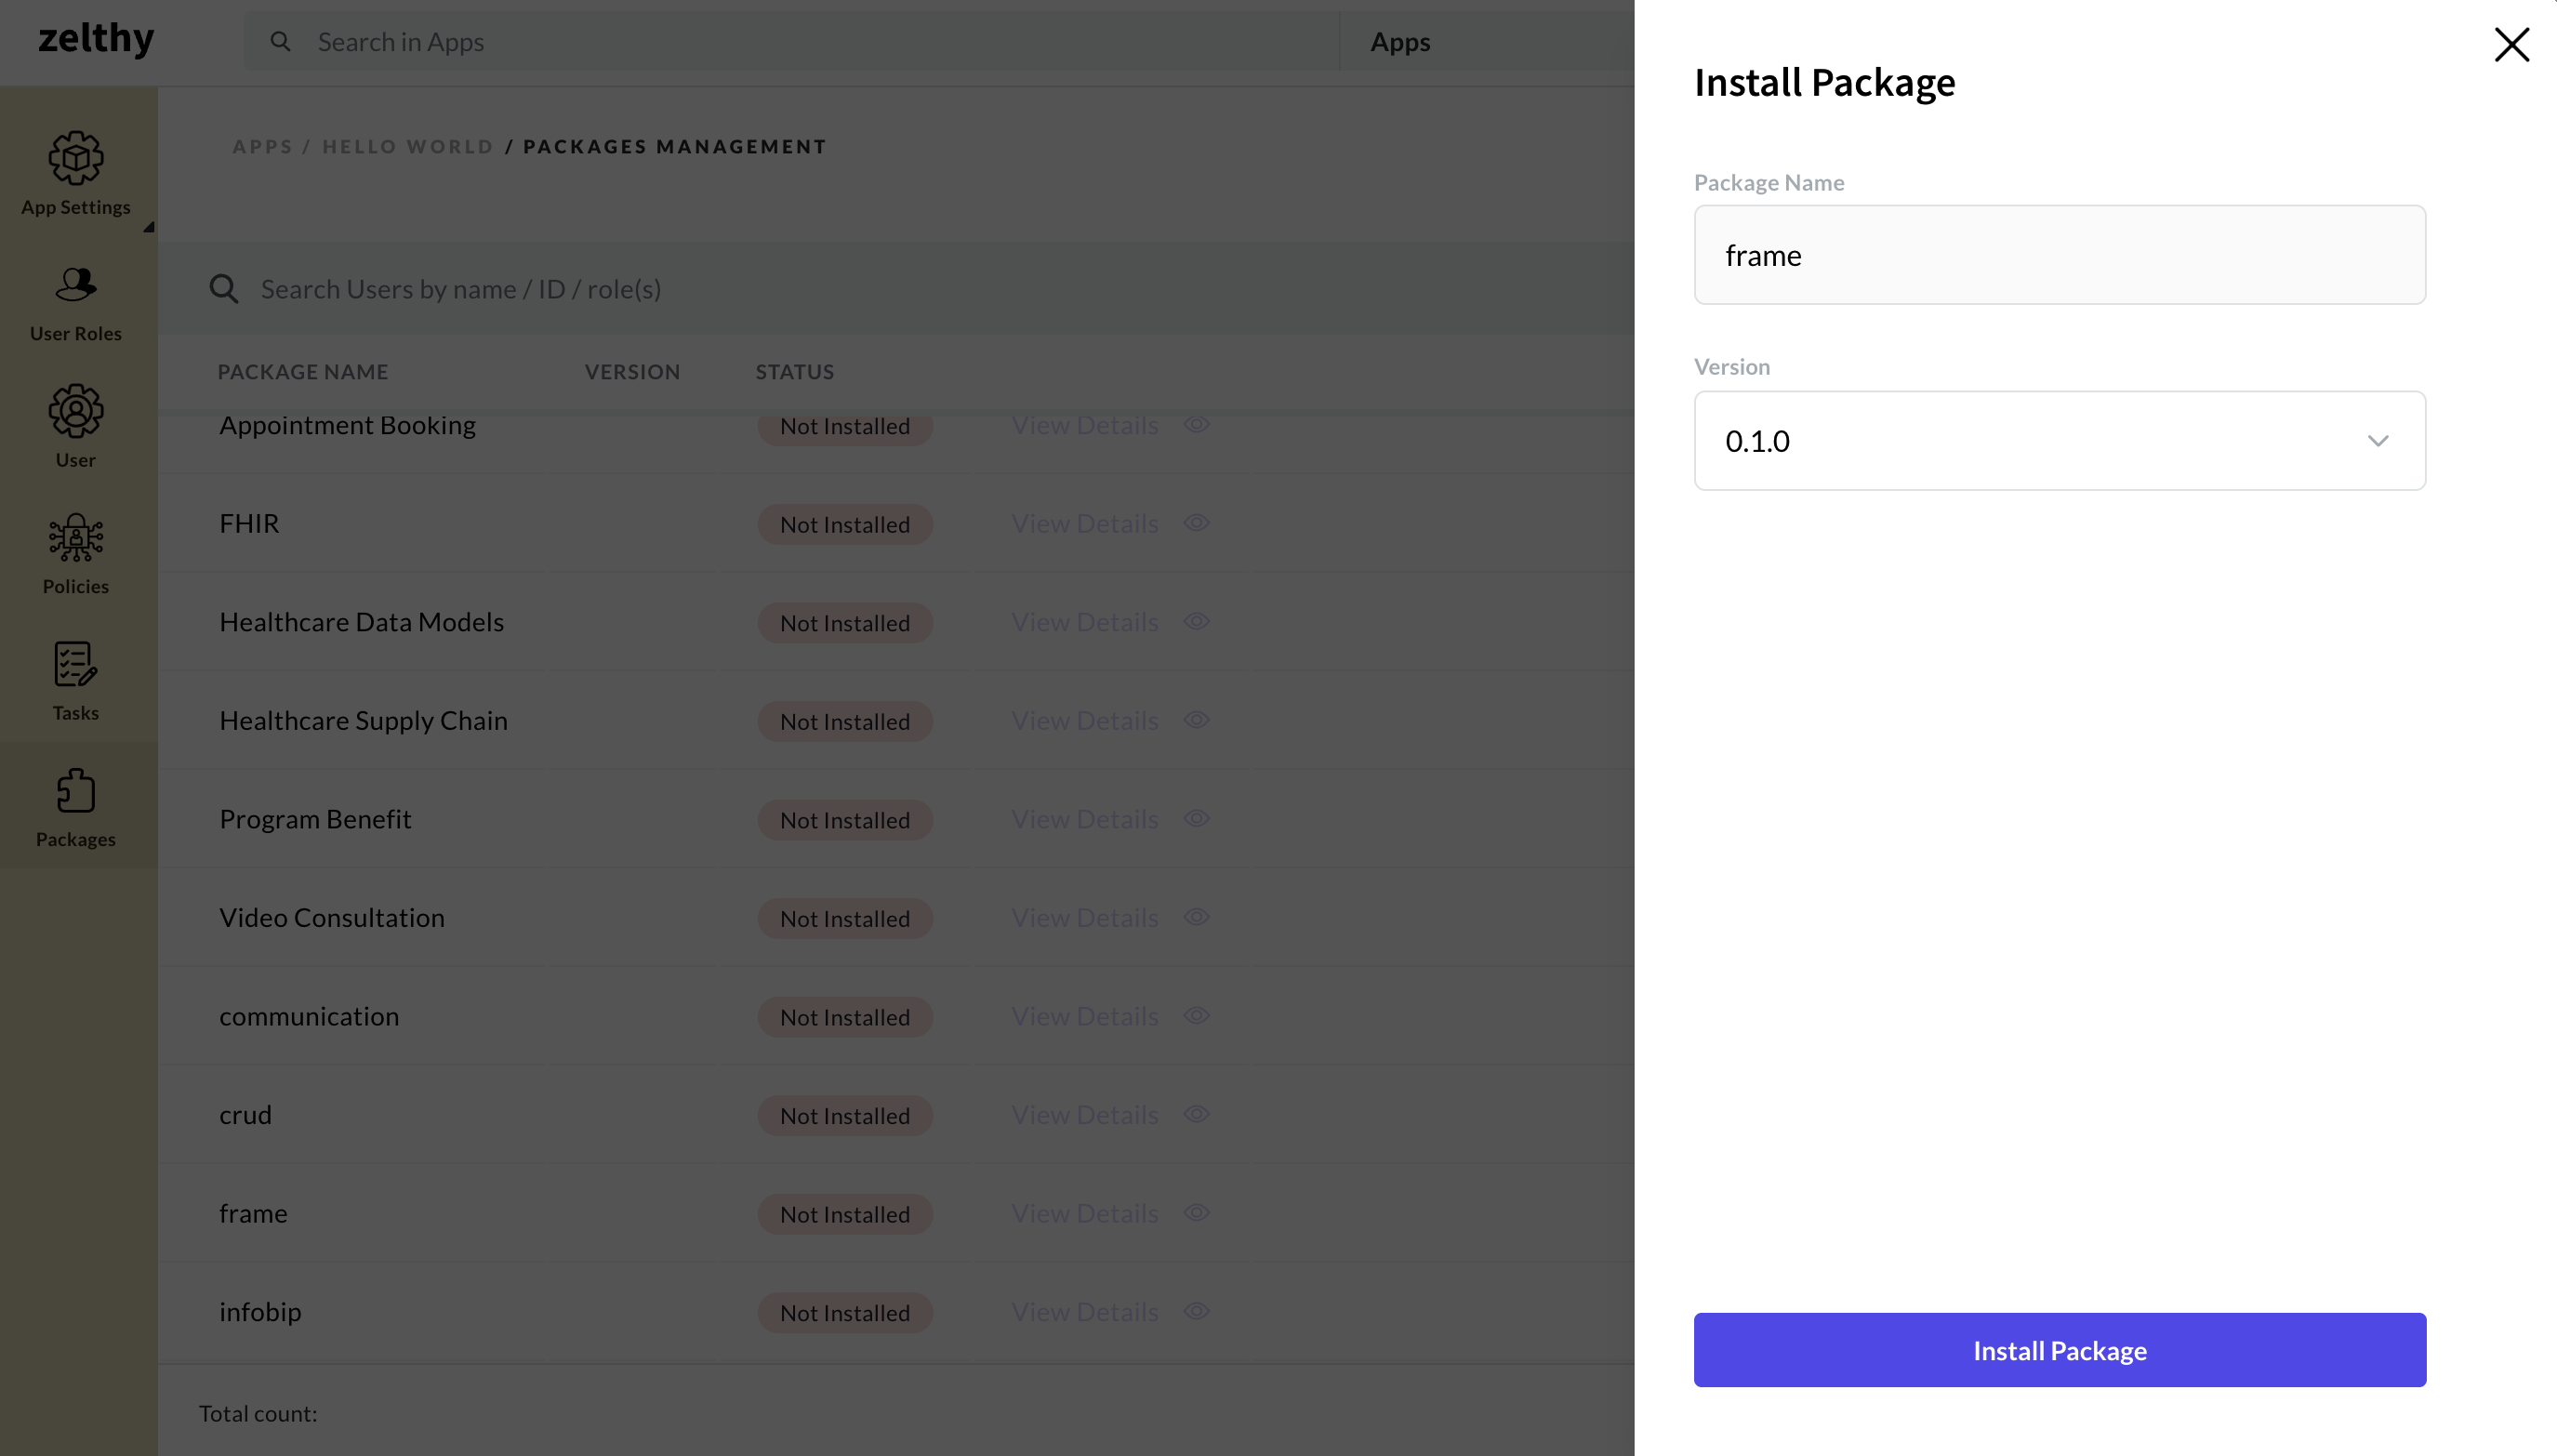 zelthy
Search in Apps
Apps
App Settings
User Roles
User
Policies
Tasks
Packages
APPS / HELLO WORLD / PACKAGES MANAGEMENT
Search Users by name / ID / role(s)
PACKAGE NAME VERSION STATUS
Appointment Booking Not Installed View Details
FHIR Not Installed View Details
Healthcare Data Models Not Installed View Details
Healthcare Supply Chain Not Installed View Details
Program Benefit Not Installed View Details
Video Consultation Not Installed View Details
communication Not Installed View Details
crud Not Installed View Details
frame Not Installed View Details
infobip Not Installed View Details
Total count:
Install Package
Package Name
frame
Version
0.1.0
Install Package